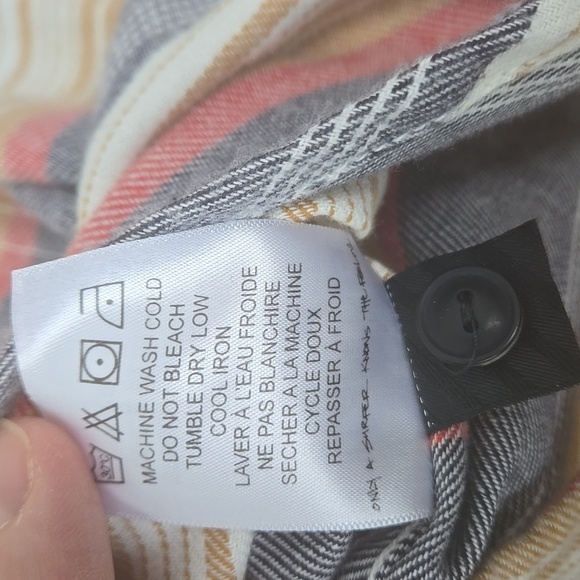 30°C
MACHINE WASH COLD
DO NOT BLEACH
TUMBLE DRY LOW
COOL IRON
LAVER À L'EAU FROIDE
NE PAS BLANCHIRE
SECHER A LA MACHINE
CYCLE DOUX
REPASSER À FROID
ONLY A SURFER KNOWS THE FEELING